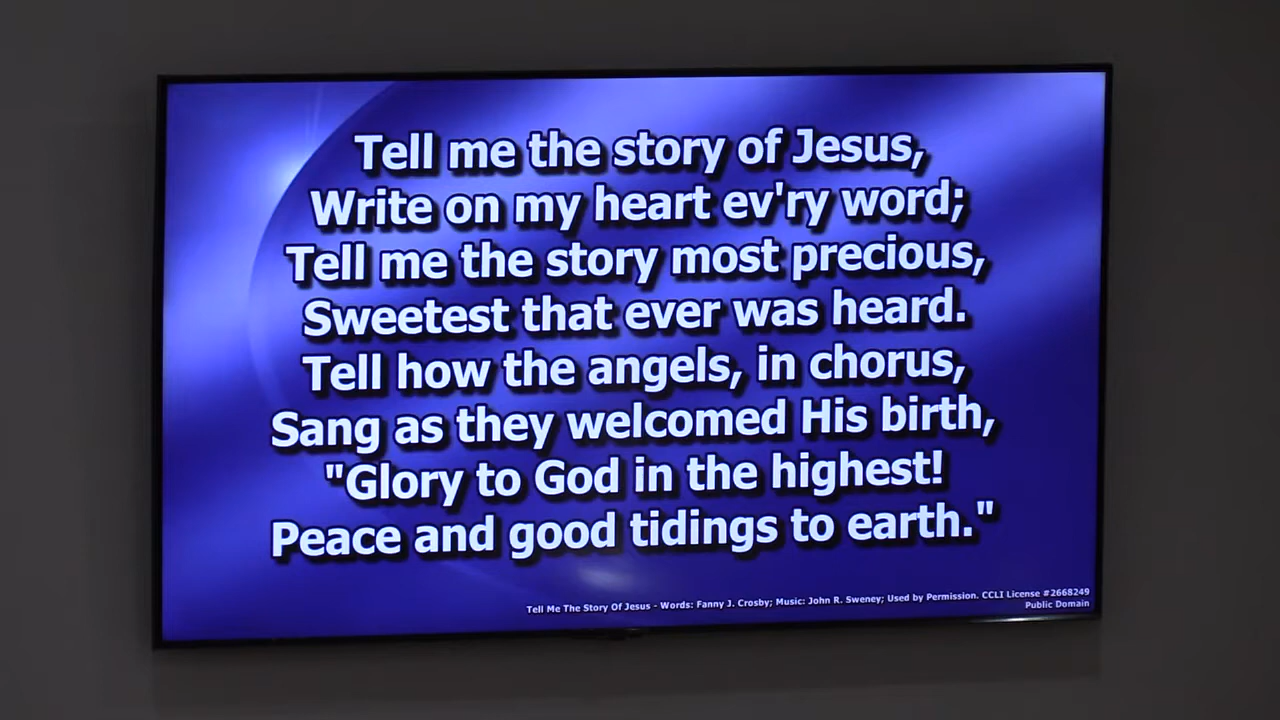 Tell me the story of Jesus,
Write on my heart ev'ry word;
Tell me the story most precious,
Sweetest that ever was heard.
Tell how the angels, in chorus,
Sang as they welcomed His birth,
"Glory to God in the highest!
Peace and good tidings to earth."
Tell Me The Story Of Jesus - Words: Fanny J. Crosby; Music: John R. Sweney; Used by Permission. CCLI License #2668249
Public Domain